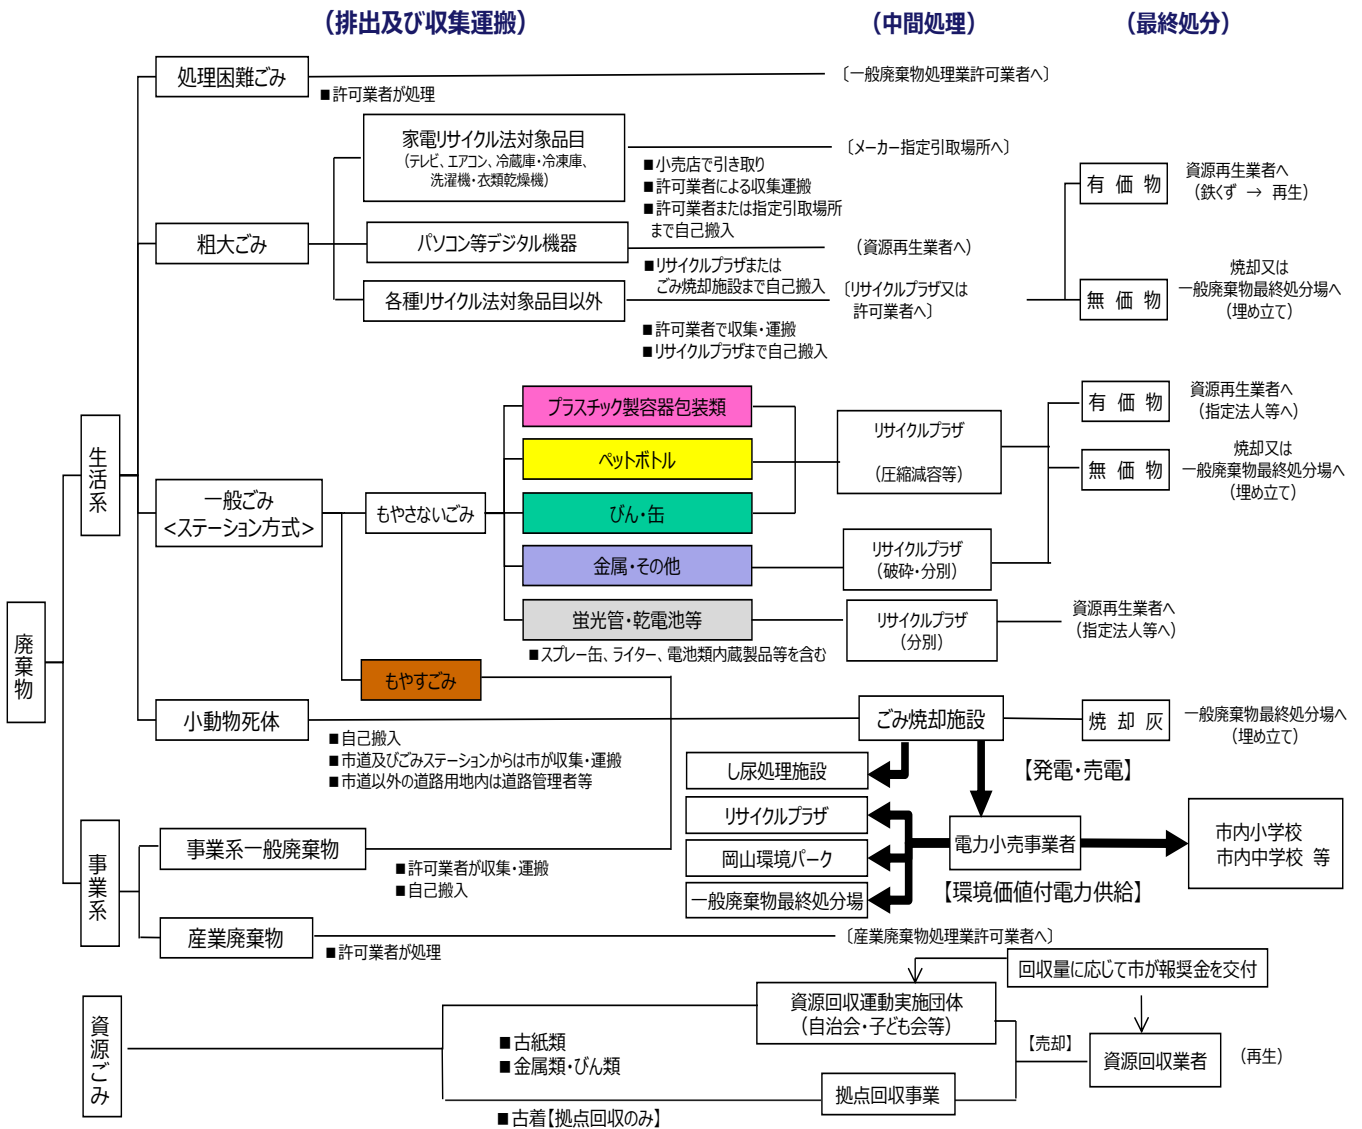 （排出及び収集運搬）
（中間処理）
（最終処分）
処理困難ごみ
■許可業者が処理
〔一般廃棄物処理業許可業者へ〕
家電リサイクル法対象品目
（テレビ、エアコン、冷蔵庫・冷凍庫、
洗濯機・衣類乾燥機）
■小売店で引き取り
■許可業者による収集運搬
■許可業者または指定引取場所
まで自己搬入
〔メーカー指定引取場所へ〕
有価物
資源再生業者へ
（鉄くず → 再生）
粗大ごみ
パソコン等デジタル機器
■リサイクルプラザまたは
ごみ焼却施設まで自己搬入
（資源再生業者へ）
各種リサイクル法対象品目以外
■許可業者で収集・運搬
■リサイクルプラザまで自己搬入
〔リサイクルプラザ又は
許可業者へ〕
無価物
焼却又は
一般廃棄物最終処分場へ
（埋め立て）
廃棄物
生活系
一般ごみ
<ステーション方式>
もやさないごみ
プラスチック製容器包装類
ペットボトル
びん・缶
金属・その他
蛍光管・乾電池等
■スプレー缶、ライター、電池類内蔵製品等を含む
リサイクルプラザ
（圧縮減容等）
リサイクルプラザ
（破砕・分別）
リサイクルプラザ
（分別）
有価物
資源再生業者へ
（指定法人等へ）
無価物
焼却又は
一般廃棄物最終処分場へ
（埋め立て）
資源再生業者へ
（指定法人等へ）
もやすごみ
小動物死体
■自己搬入
■市道及びごみステーションからは市が収集・運搬
■市道以外の道路用地内は道路管理者等
ごみ焼却施設
焼却灰
一般廃棄物最終処分場へ
（埋め立て）
【発電・売電】
し尿処理施設
リサイクルプラザ
岡山環境パーク
一般廃棄物最終処分場
電力小売事業者
【環境価値付電力供給】
市内小学校
市内中学校 等
事業系
事業系一般廃棄物
■許可業者が収集・運搬
■自己搬入
産業廃棄物
■許可業者が処理
〔産業廃棄物処理業許可業者へ〕
資源ごみ
■古紙類
■金属類・びん類
■古着【拠点回収のみ】
資源回収運動実施団体
（自治会・子ども会等）
拠点回収事業
回収量に応じて市が報奨金を交付
【売却】
資源回収業者
（再生）